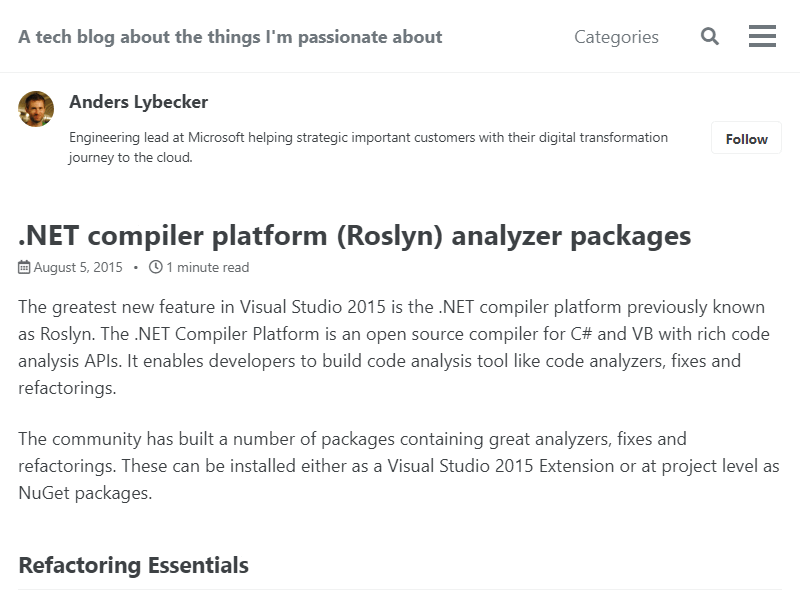 A tech blog about the things I'm passionate about
Categories
Anders Lybecker
Engineering lead at Microsoft helping strategic important customers with their digital transformation
journey to the cloud.
Follow
.NET compiler platform (Roslyn) analyzer packages
August 5, 2015 • 1 minute read
The greatest new feature in Visual Studio 2015 is the .NET compiler platform previously known
as Roslyn. The .NET Compiler Platform is an open source compiler for C# and VB with rich code
analysis APIs. It enables developers to build code analysis tool like code analyzers, fixes and
refactorings.
The community has built a number of packages containing great analyzers, fixes and
refactorings. These can be installed either as a Visual Studio 2015 Extension or at project level as
NuGet packages.
Refactoring Essentials